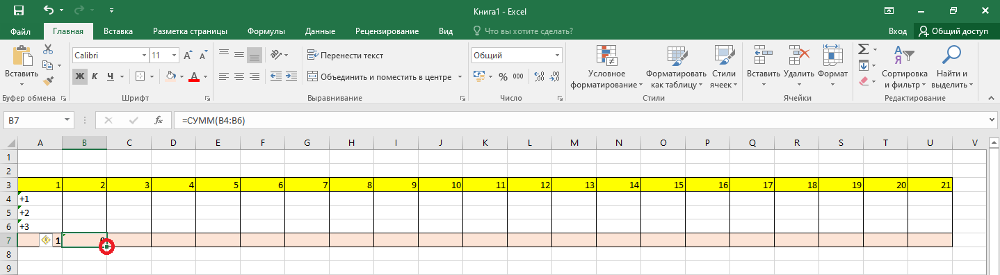 Книга1 - Excel
Файл Главная Вставка Разметка страницы Формулы Данные Рецензирование Вид Что вы хотите сделать? Вход Общий доступ
Вставить
Буфер обмена
Calibri 11
Ж К Ч А
Шрифт
Перенести текст
Объединить и поместить в центре
Выравнивание
Общий
% 000 ,00 ,00
Число
Условное форматирование
Форматировать как таблицу
Стили ячеек
Стили
Вставить Удалить Формат
Ячейки
Σ
Сортировка и фильтр
Найти и выделить
Редактирование
B7 fx =СУММ(B4:B6)
A B C D E F G H I J K L M N O P Q R S T U V
1
2
3 1 2 3 4 5 6 7 8 9 10 11 12 13 14 15 16 17 18 19 20 21
4 +1
5 +2
6 +3
7 1
8
9